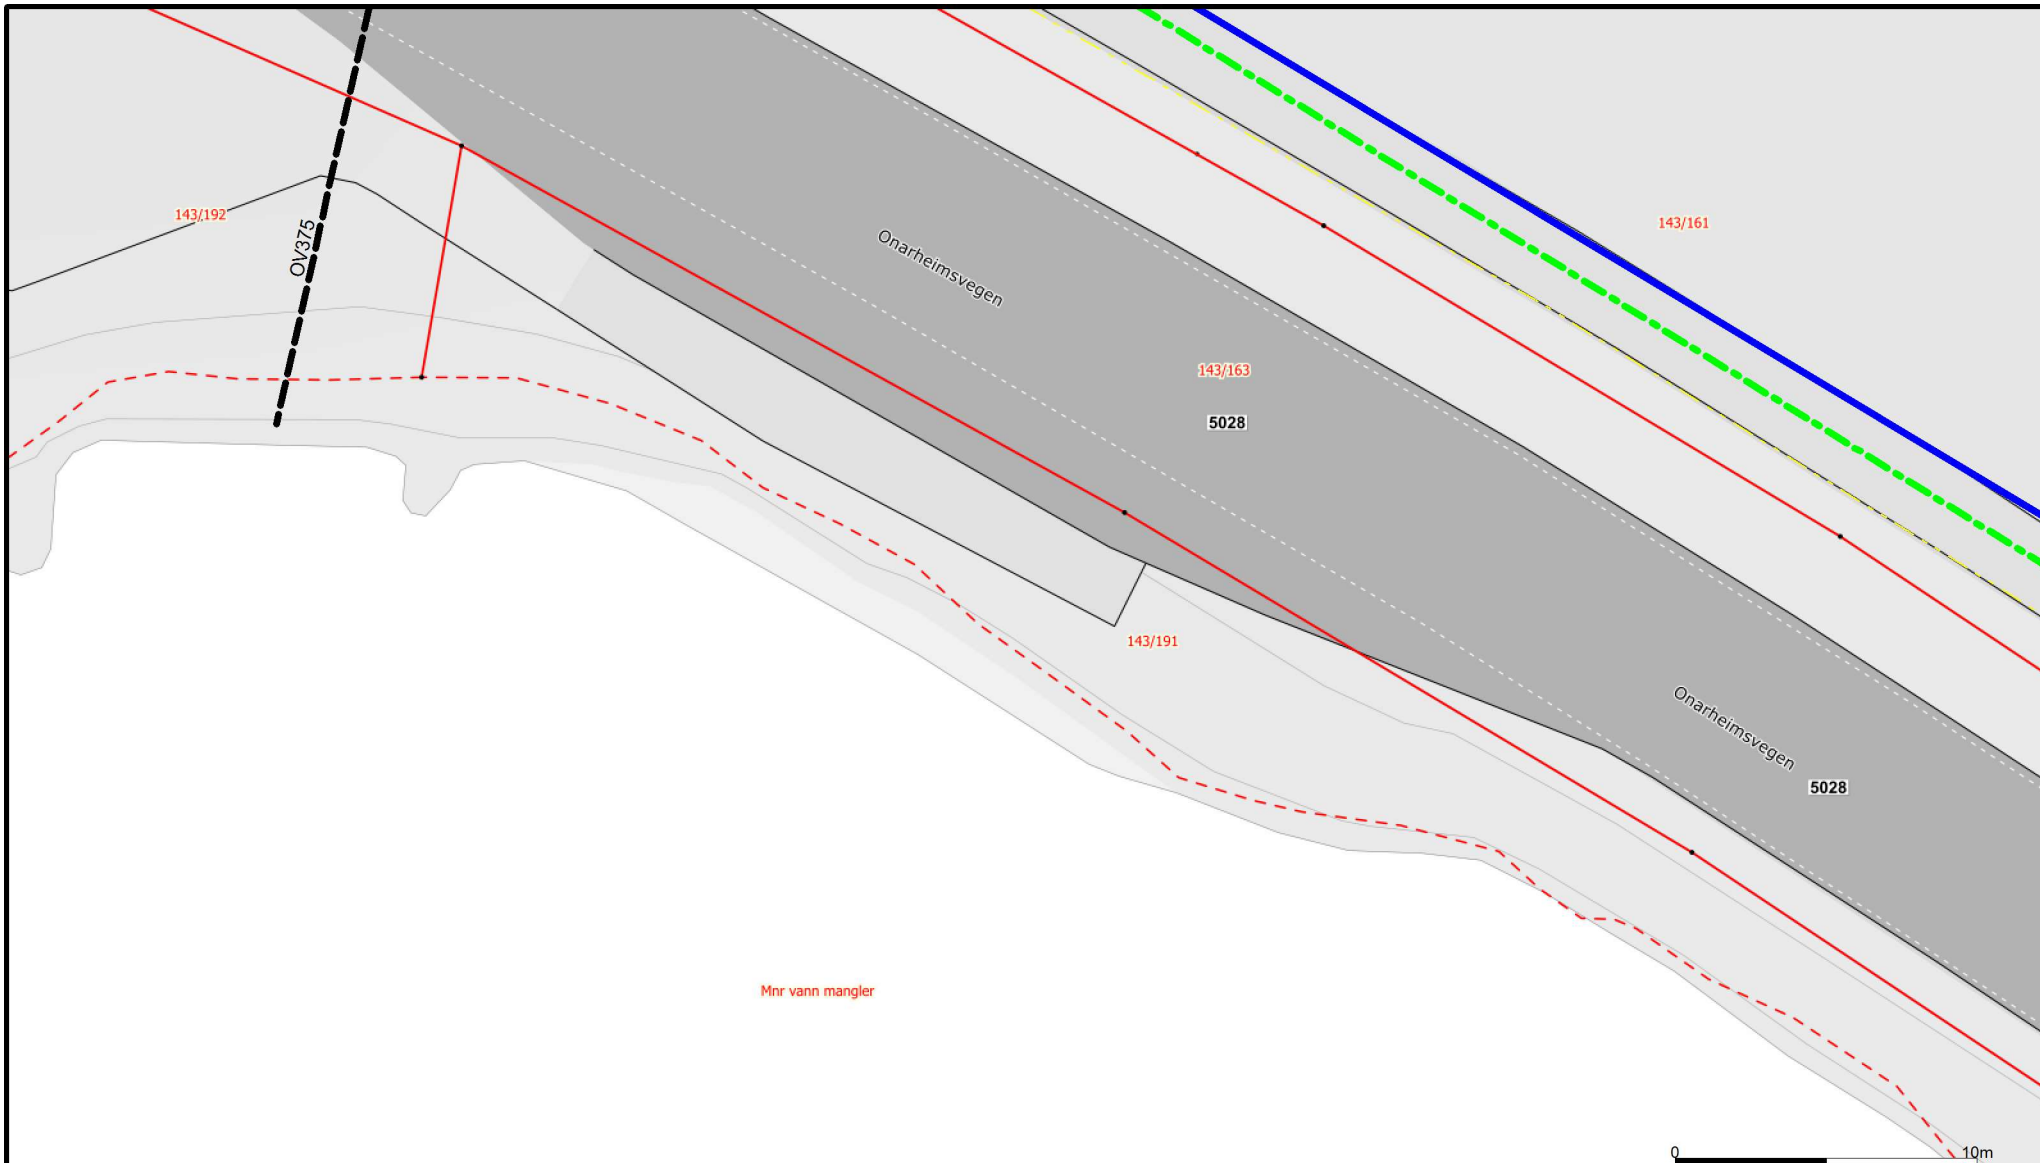 143/192
OV375
Onarheimsvegen
143/161
143/163
5028
143/191
Onarheimsvegen
5028
Mnr vann mangler
0 10m